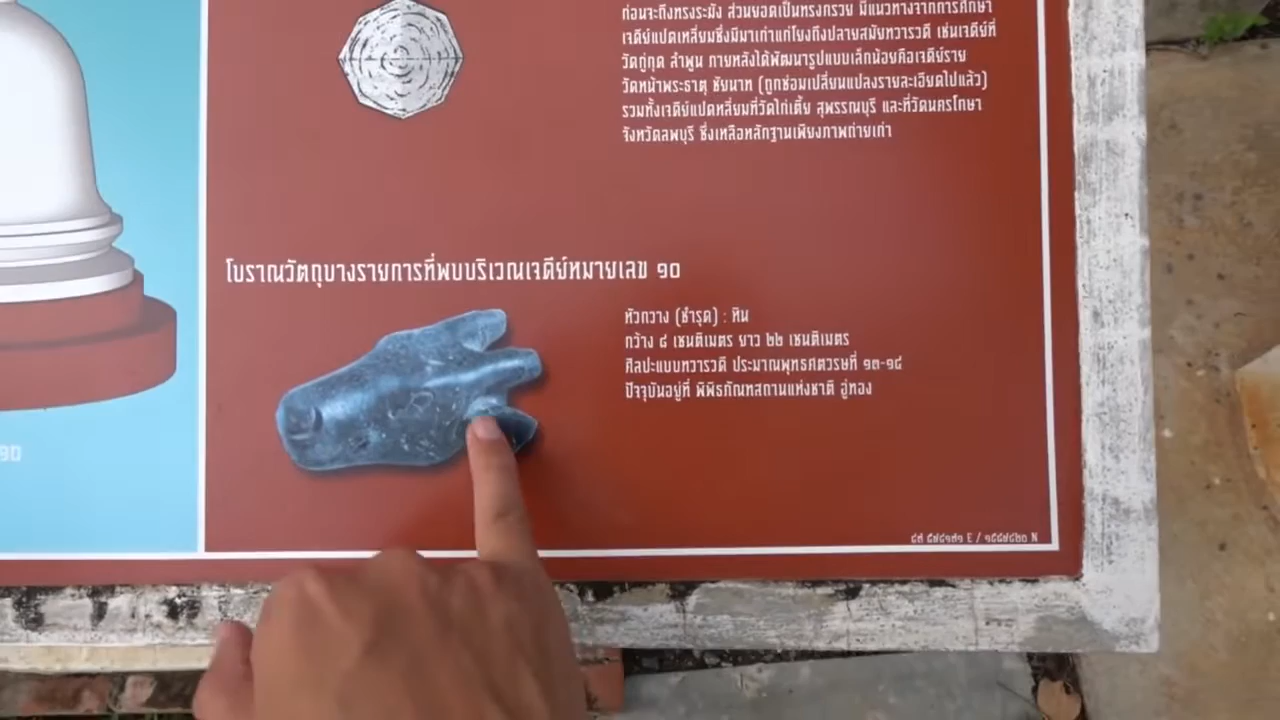 ก่อนจะถึงทรงระฆัง ส่วนยอดเป็นทรงกรวย มีแนวทางจากการศึกษา
เจดีย์แปดเหลี่ยมซึ่งมีมาเก่าแก่โยงถึงปลายสมัยทวารวดี เช่นเจดีย์ที่
วัดกู่กุด ลำพูน ภายหลังได้พัฒนารูปแบบเล็กน้อยคือเจดีย์ราย
วัดหน้าพระธาตุ ชัยนาท (ถูกซ่อมเปลี่ยนแปลงรายละเอียดไปแล้ว)
รวมทั้งเจดีย์แปดเหลี่ยมที่วัดไก่เตี้ย สุพรรณบุรี และที่วัดนครโกษา
จังหวัดลพบุรี ซึ่งเหลือหลักฐานเพียงภาพถ่ายเก่า
โบราณวัตถุบางรายการที่พบบริเวณเจดีย์หมายเลข ๑๐
หัวกวาง (ชำรุด) : หิน
กว้าง ๘ เซนติเมตร ยาว ๒๒ เซนติเมตร
ศิลปะแบบทวารวดี ประมาณพุทธศตวรรษที่ ๑๓-๑๔
ปัจจุบันอยู่ที่ พิพิธภัณฑสถานแห่งชาติ อู่ทอง
๑๐